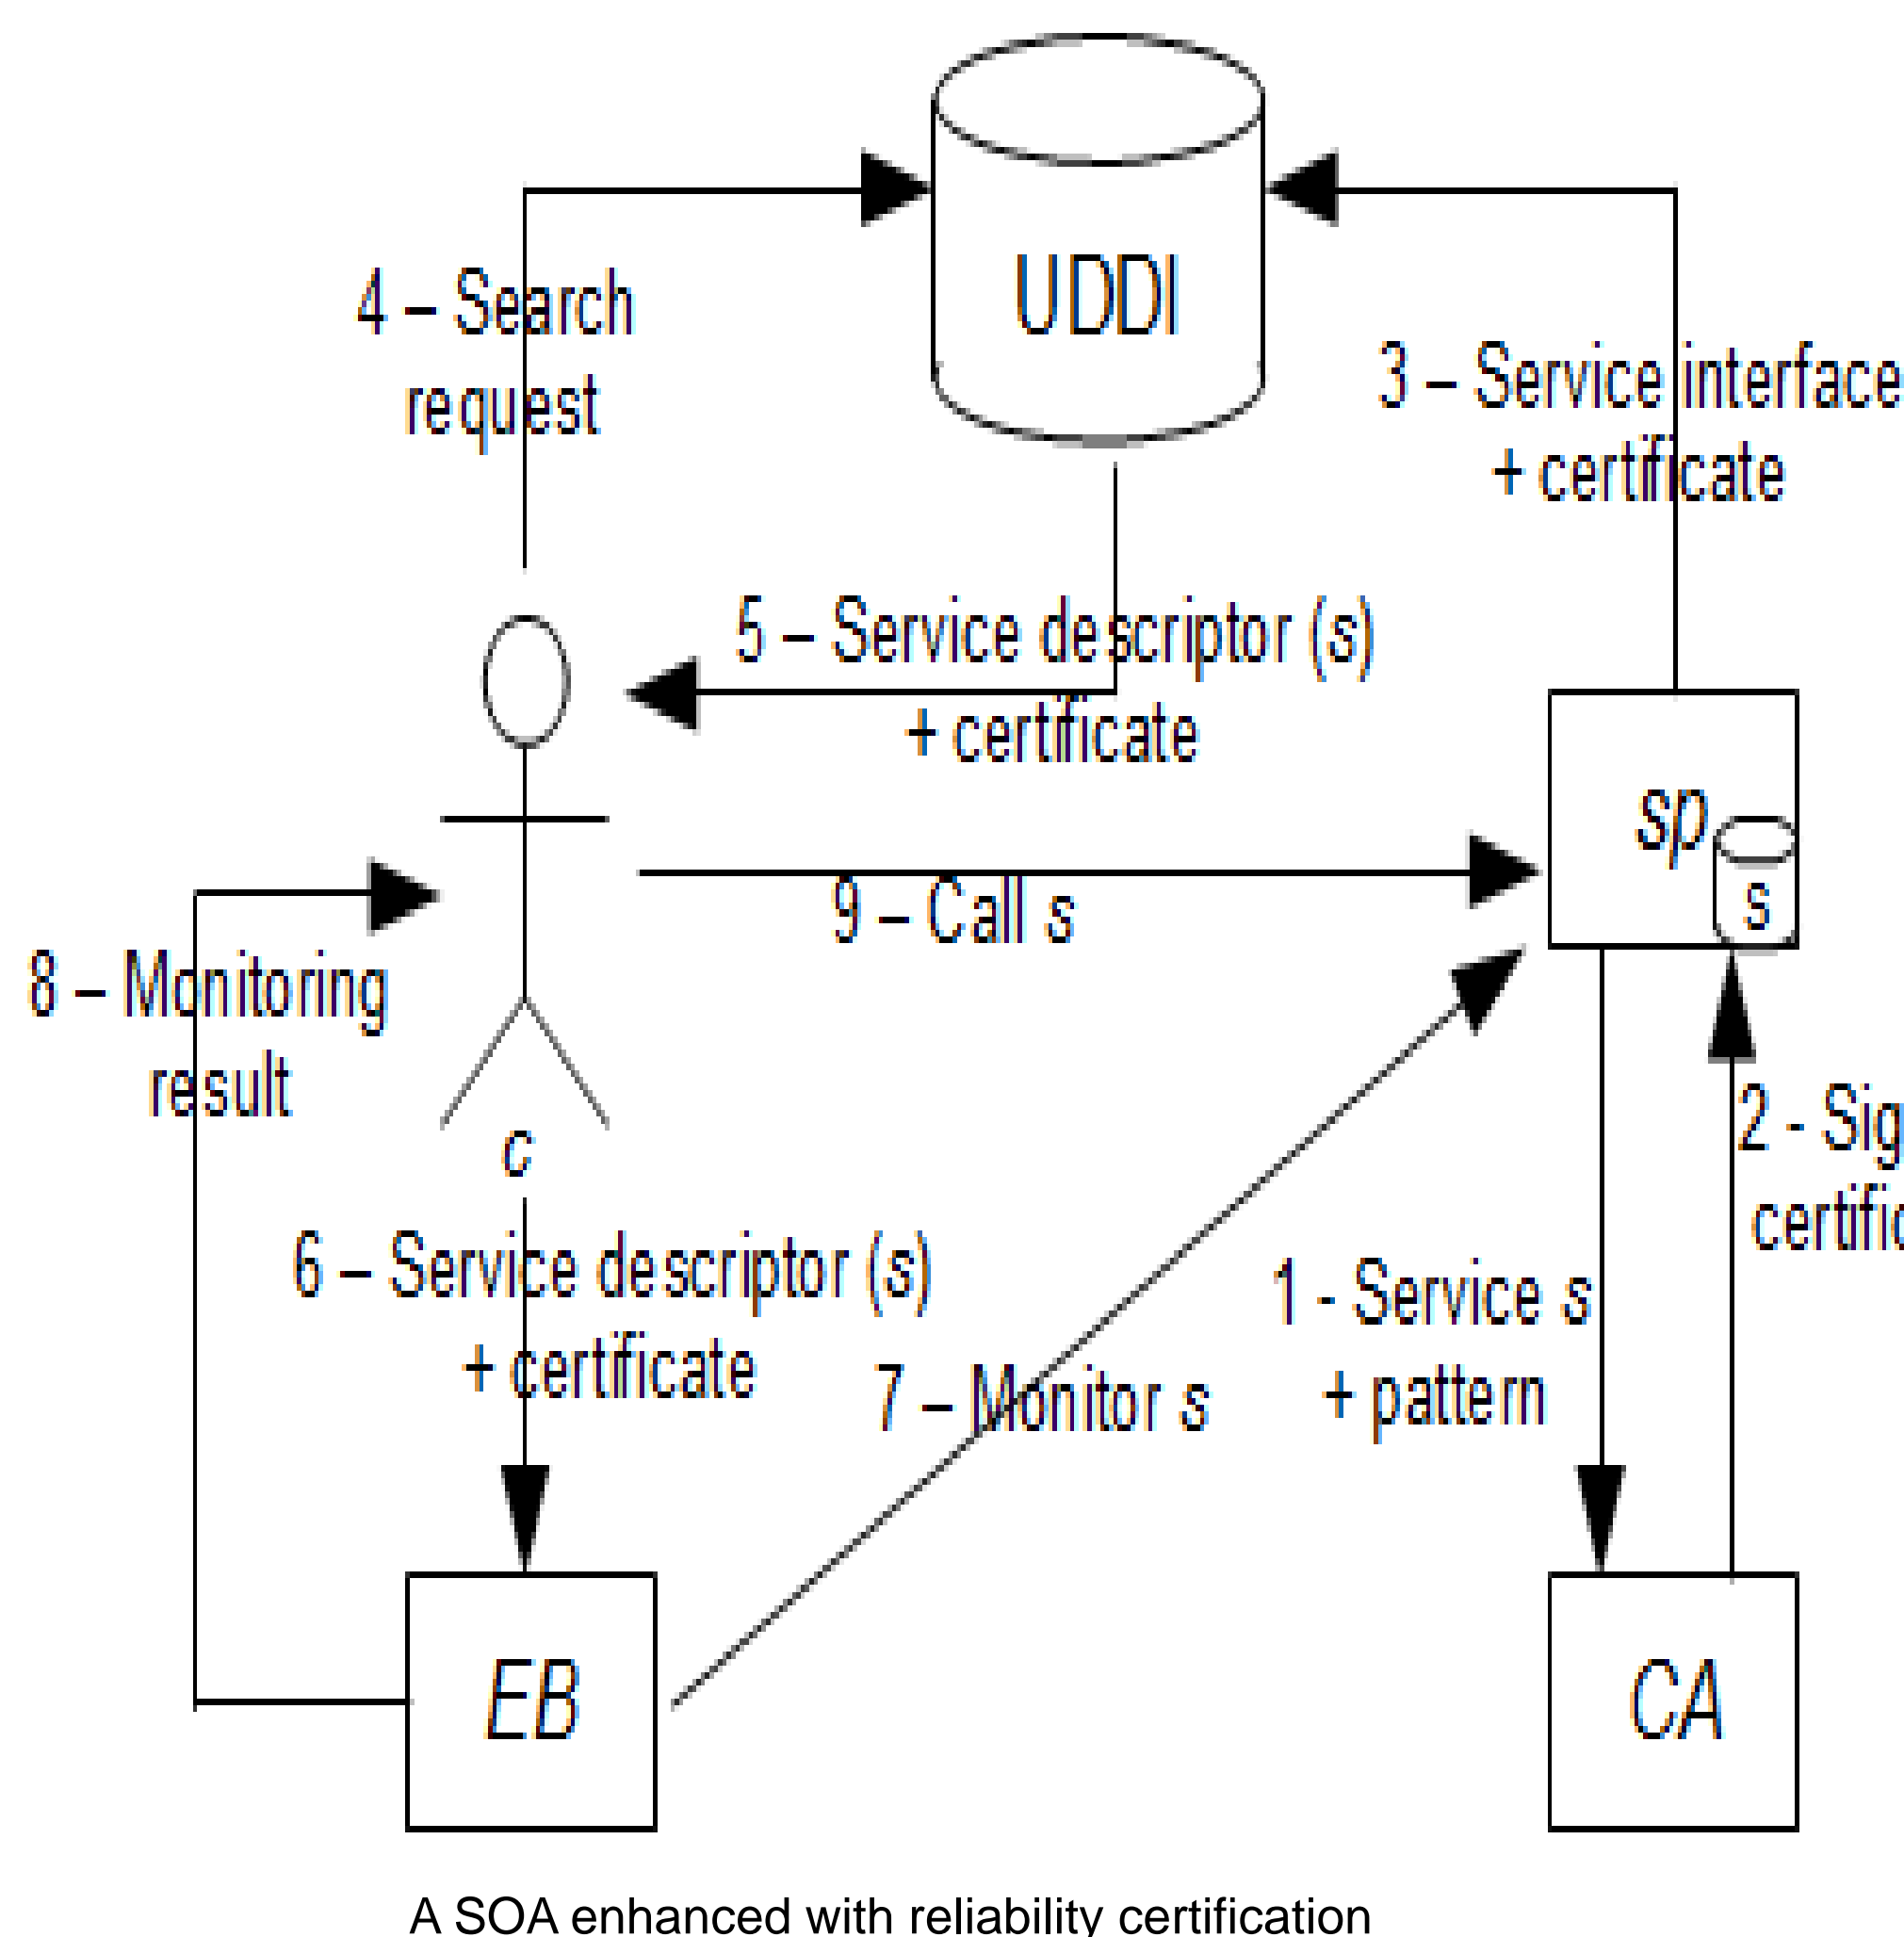 UDDI
4 – Search
request
3 – Service interface
+ certificate
5 – Service descriptor (s)
+ certificate
sp
s
9 – Call s
8 – Monitoring
result
c
2 -
6 – Service descriptor (s)
+ certificate
1 - Service s
+ pattern
7 – Monitor s
EB
CA
A SOA enhanced with reliability certification